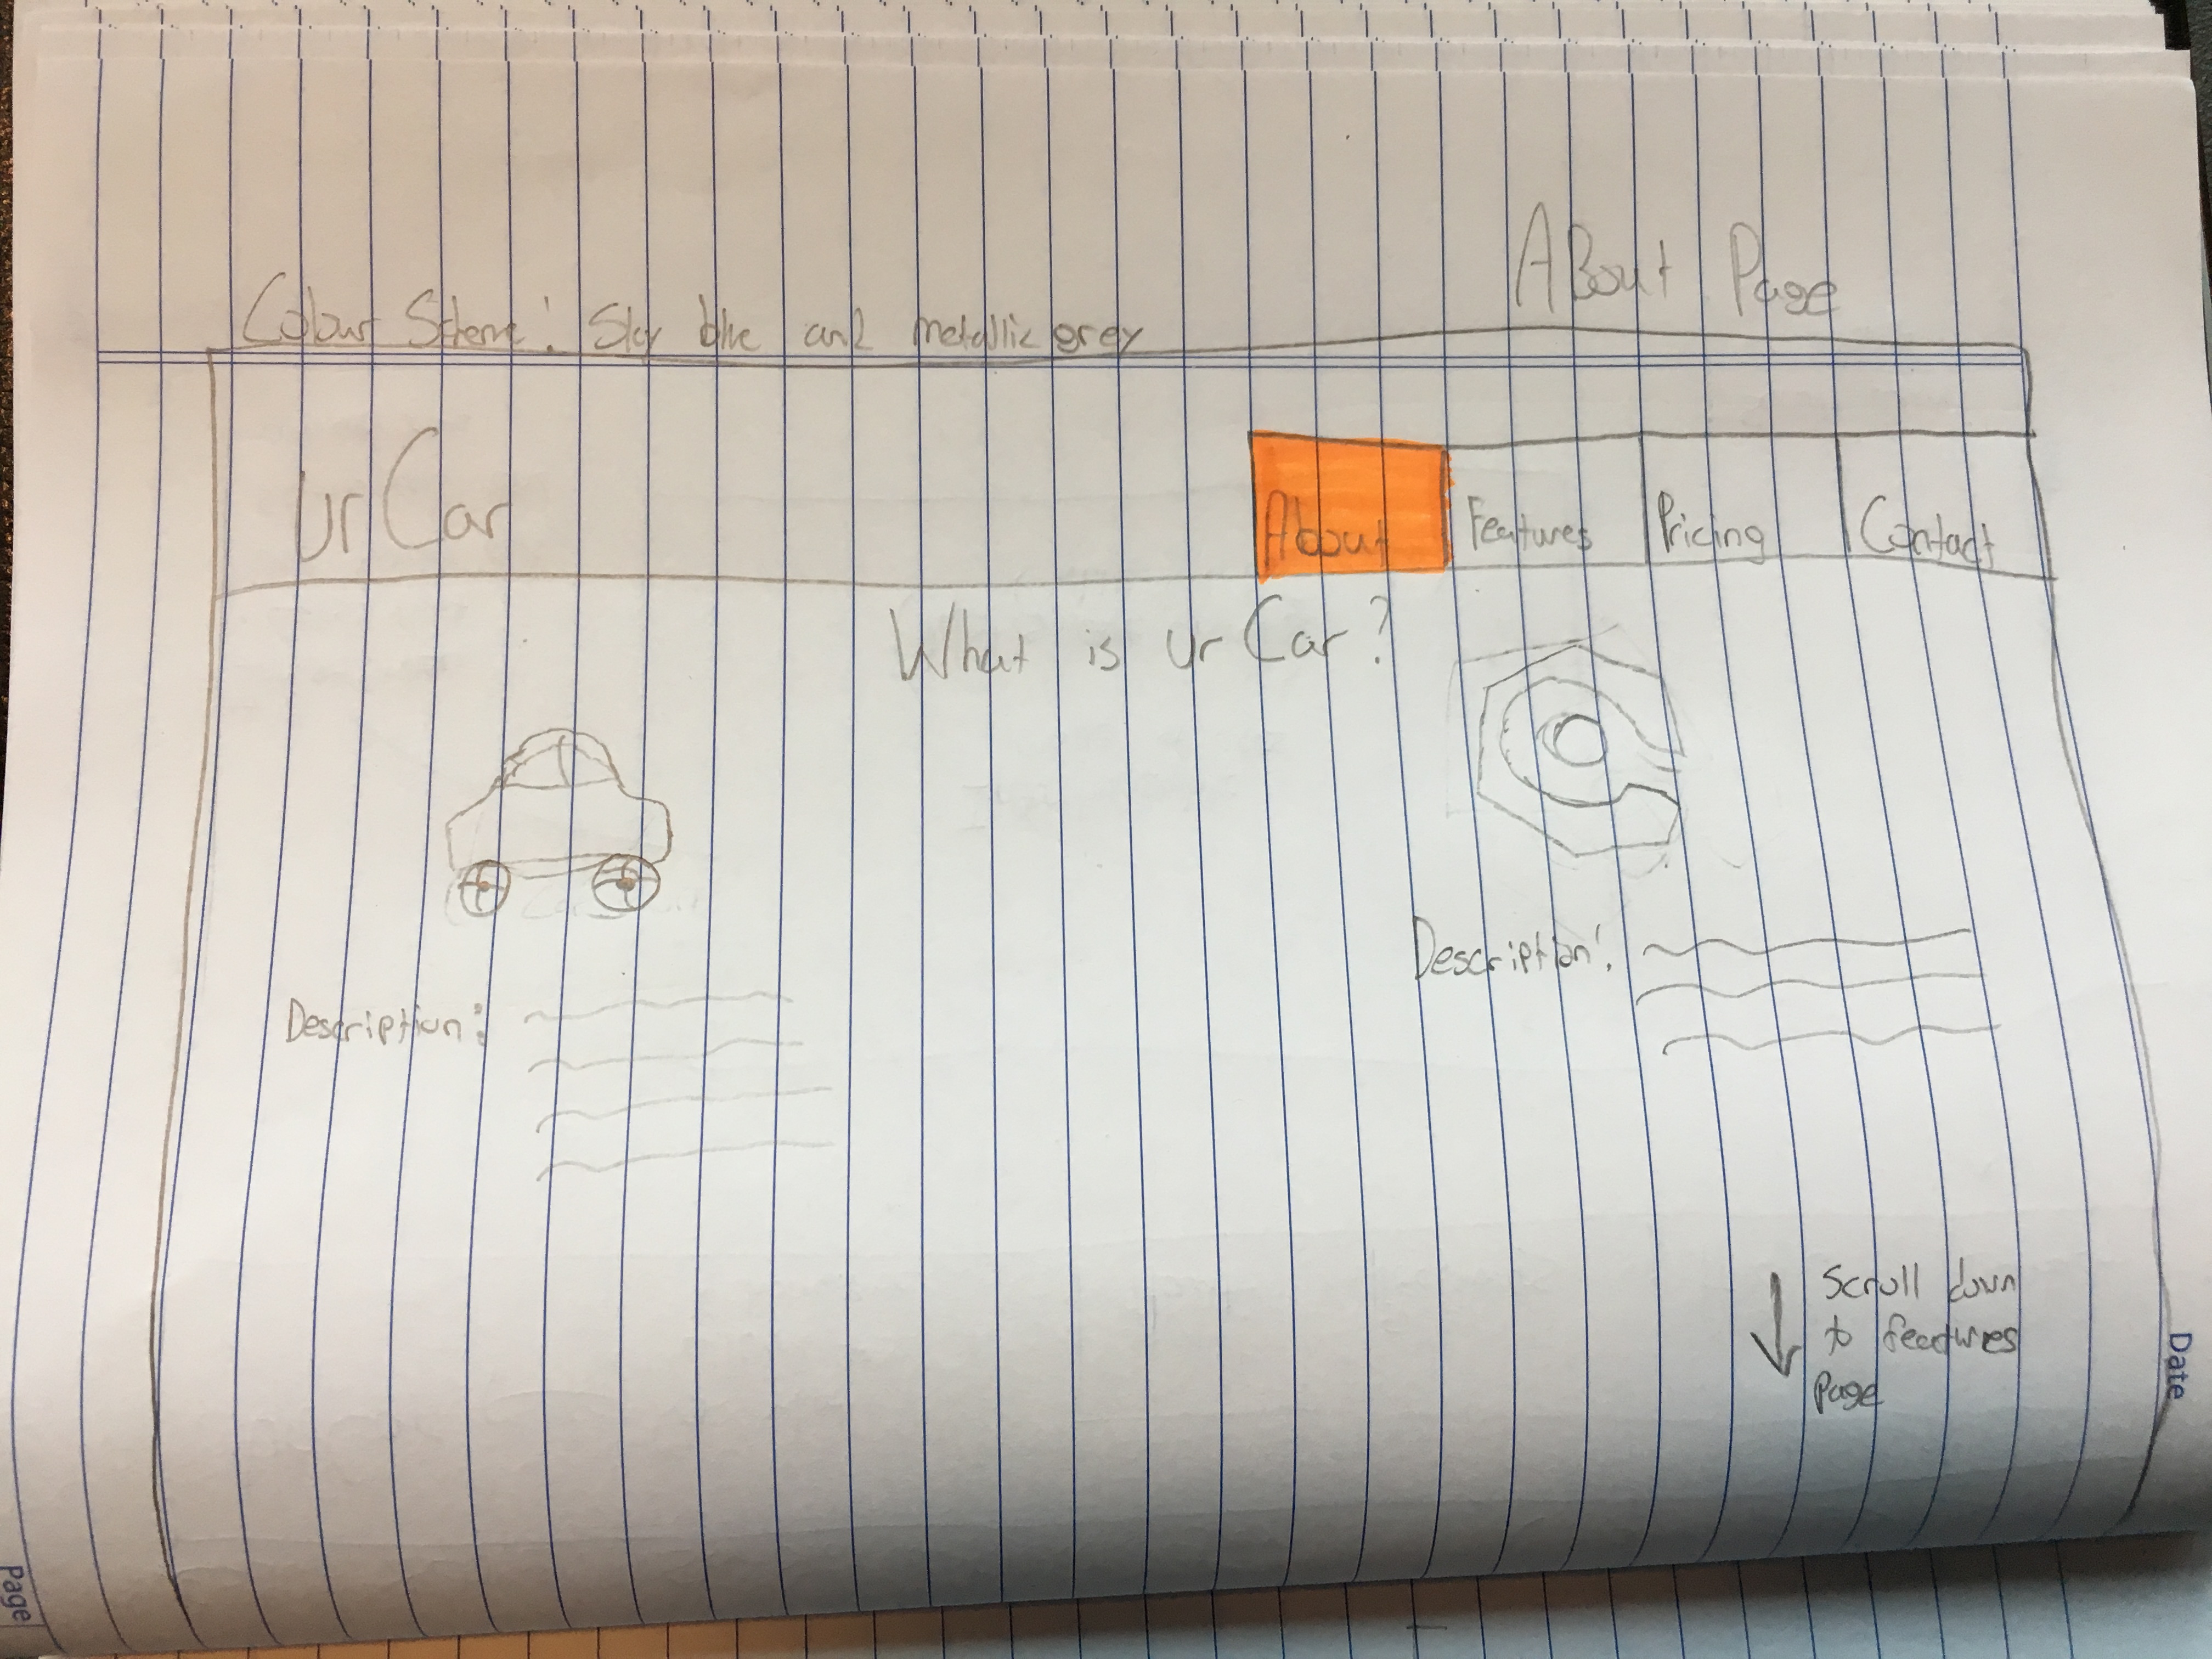 About Page
Colour Scheme: Sky blue and metallic grey
Ur Car
About
Features
Pricing
Contact
What is Ur Car?
Description:
Description:
Scroll down
to features
Page
Page
Date